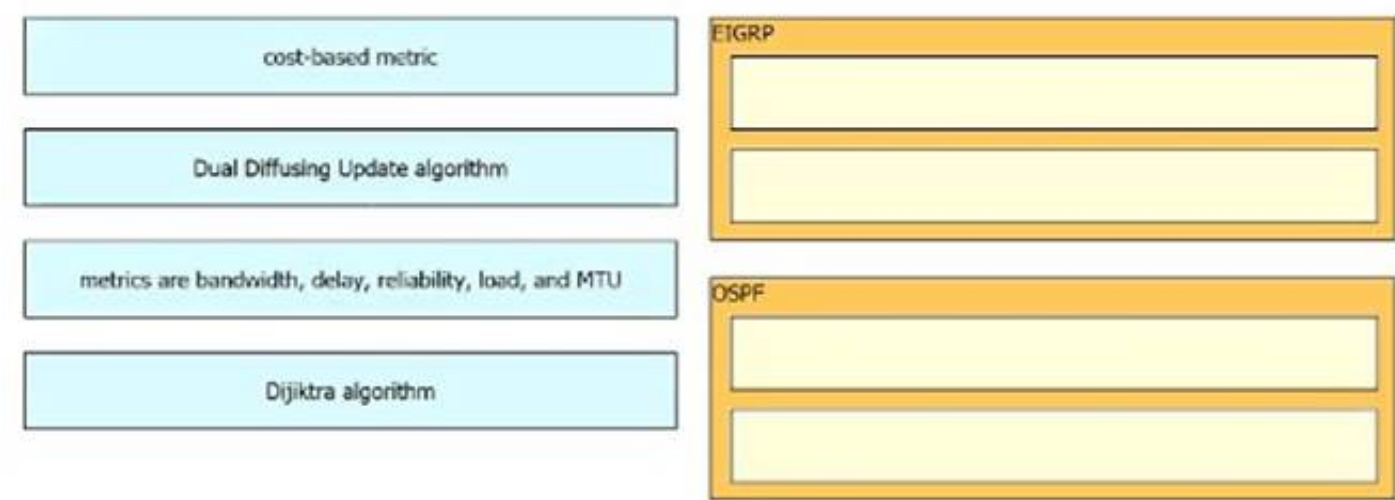 cost-based metric
Dual Diffusing Update algorithm
metrics are bandwidth, delay, reliability, load, and MTU
Dijiktra algorithm
EIGRP
OSPF